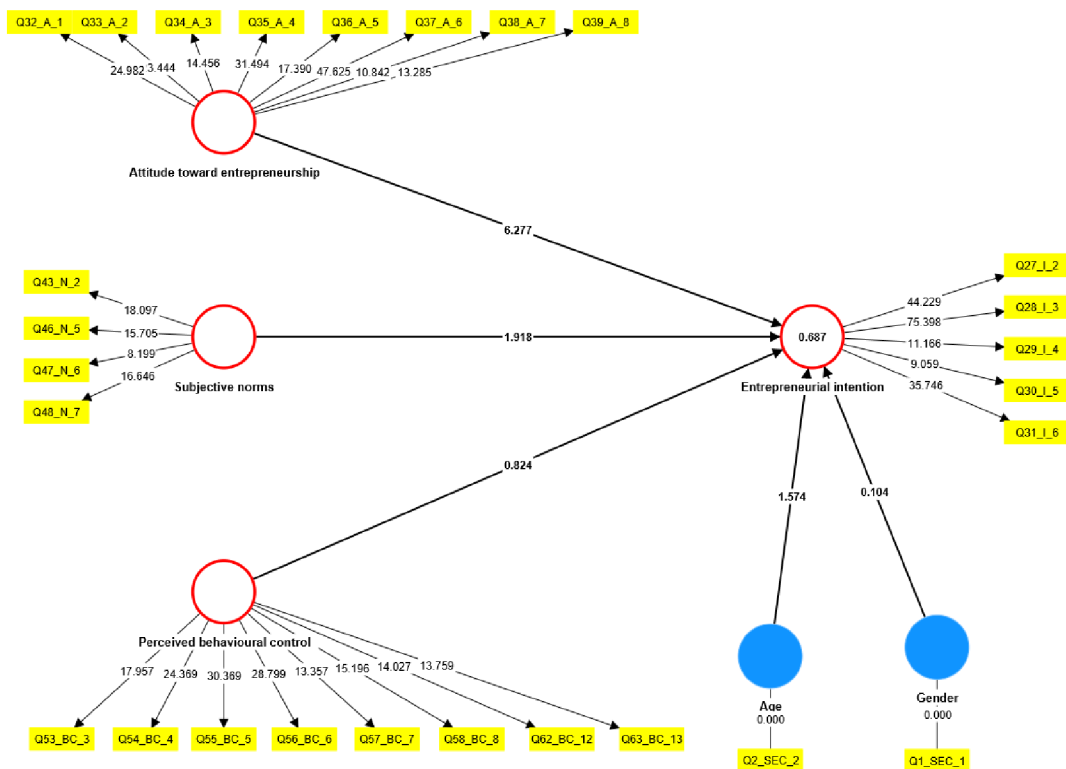 Q32_A_1 Q33_A_2 Q34_A_3 Q35_A_4 Q36_A_5 Q37_A_6 Q38_A_7 Q39_A_8
24.982 3.444 14.456 31.494 17.390 47.625 10.842 13.285
Attitude toward entrepreneurship
6.277
Q43_N_2
Q46_N_5
Q47_N_6
Q48_N_7
18.097
15.705
8.199
16.646
Subjective norms
1.918
0.687
Entrepreneurial intention
Q27_I_2
Q28_I_3
Q29_I_4
Q30_I_5
Q31_I_6
44.229
75.398
11.166
9.059
35.746
0.824
1.574
0.104
Perceived behavioural control
17.957 24.369 30.369 28.799 13.357 15.196 14.027 13.759
Q53_BC_3 Q54_BC_4 Q55_BC_5 Q56_BC_6 Q57_BC_7 Q58_BC_8 Q62_BC_12 Q63_BC_13
Age
0.000
Q2_SEC_2
Gender
0.000
Q1_SEC_1